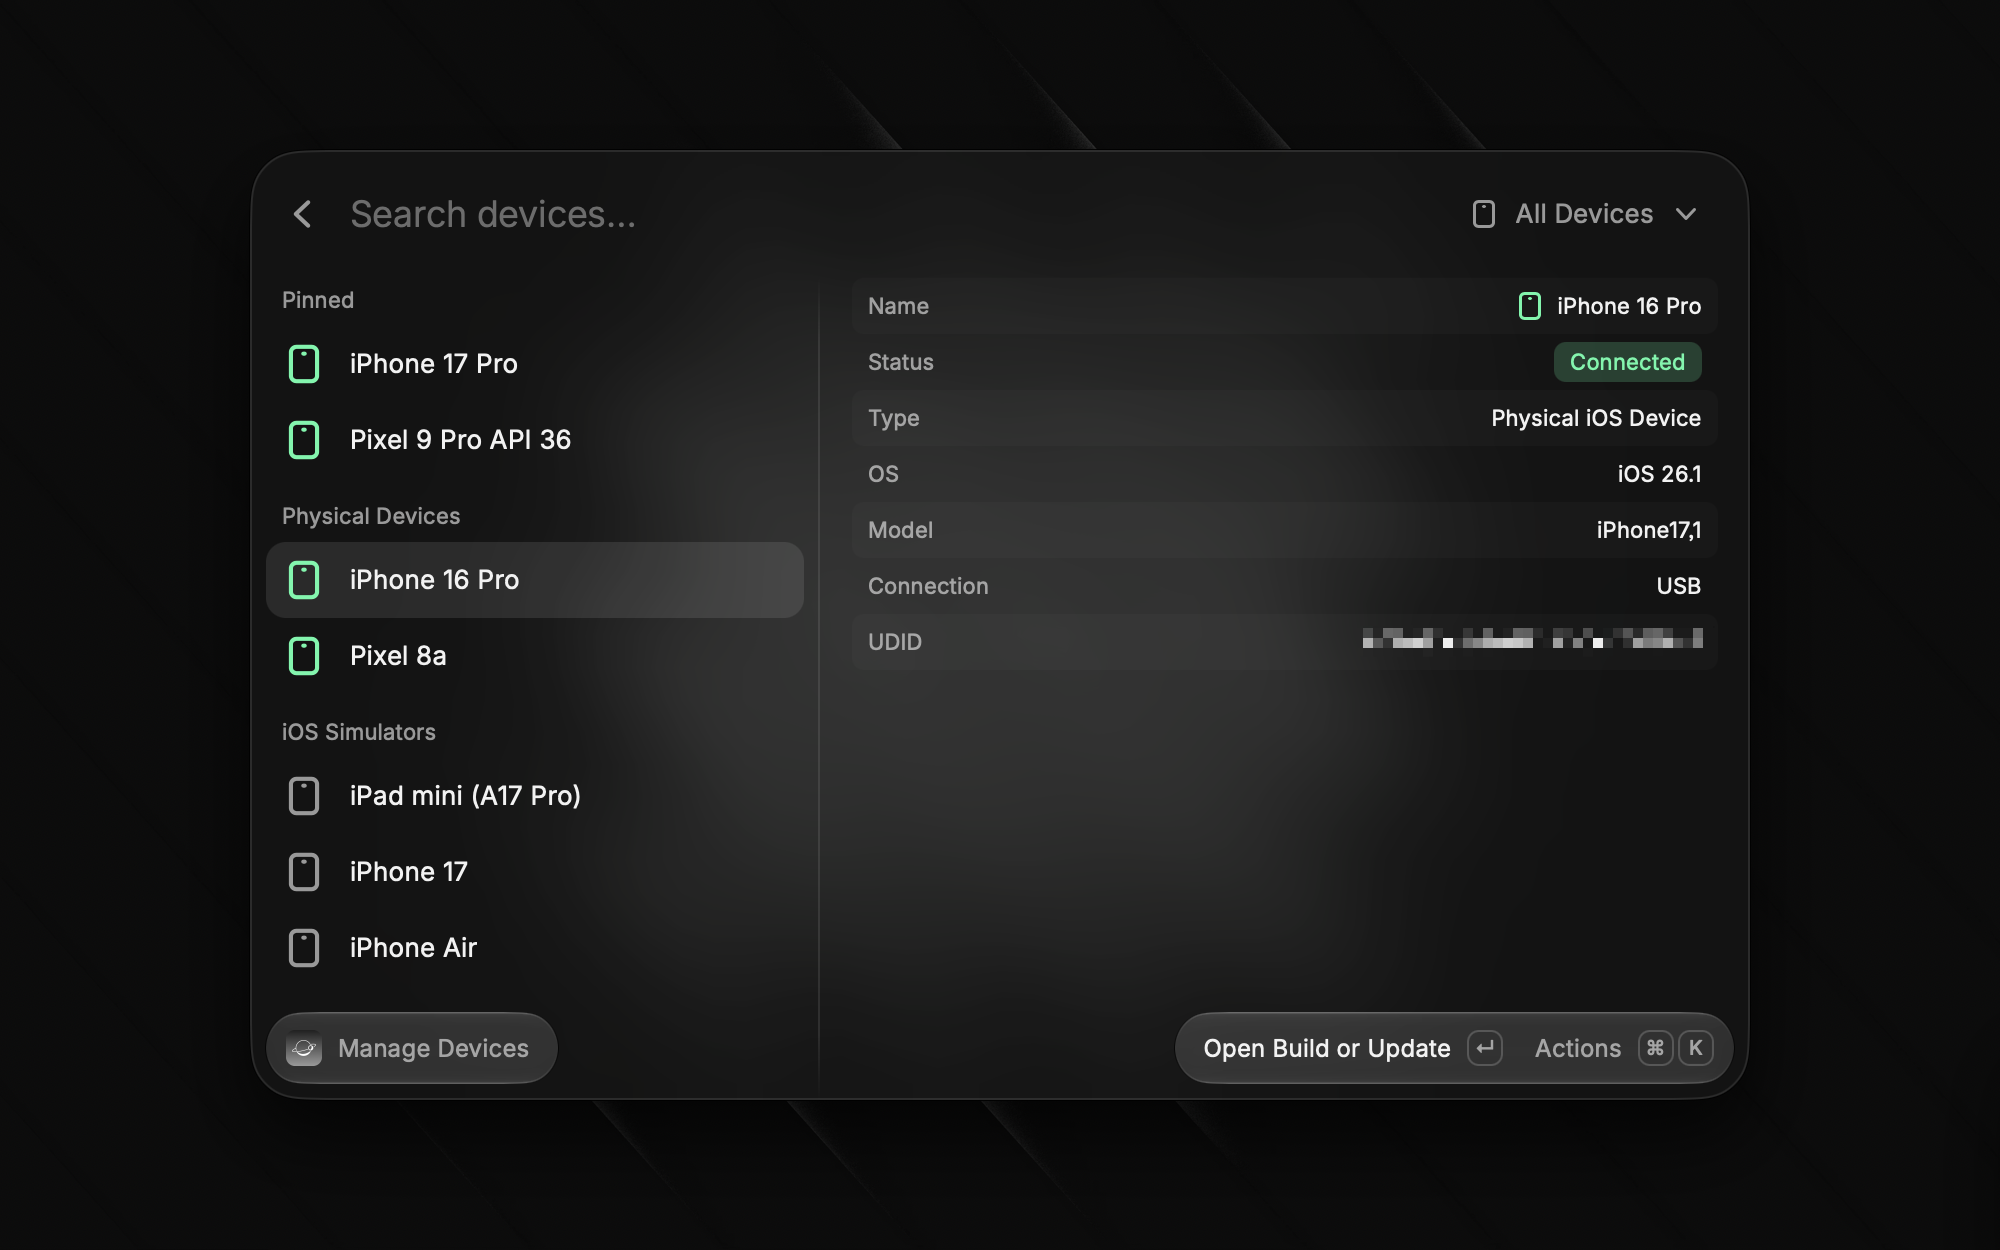 Search devices...
All Devices
Pinned
iPhone 17 Pro
Pixel 9 Pro API 36
Physical Devices
iPhone 16 Pro
Pixel 8a
iOS Simulators
iPad mini (A17 Pro)
iPhone 17
iPhone Air
Manage Devices
Name iPhone 16 Pro
Status Connected
Type Physical iOS Device
OS iOS 26.1
Model iPhone17,1
Connection USB
UDID
Open Build or Update ↵ Actions ⌘ K